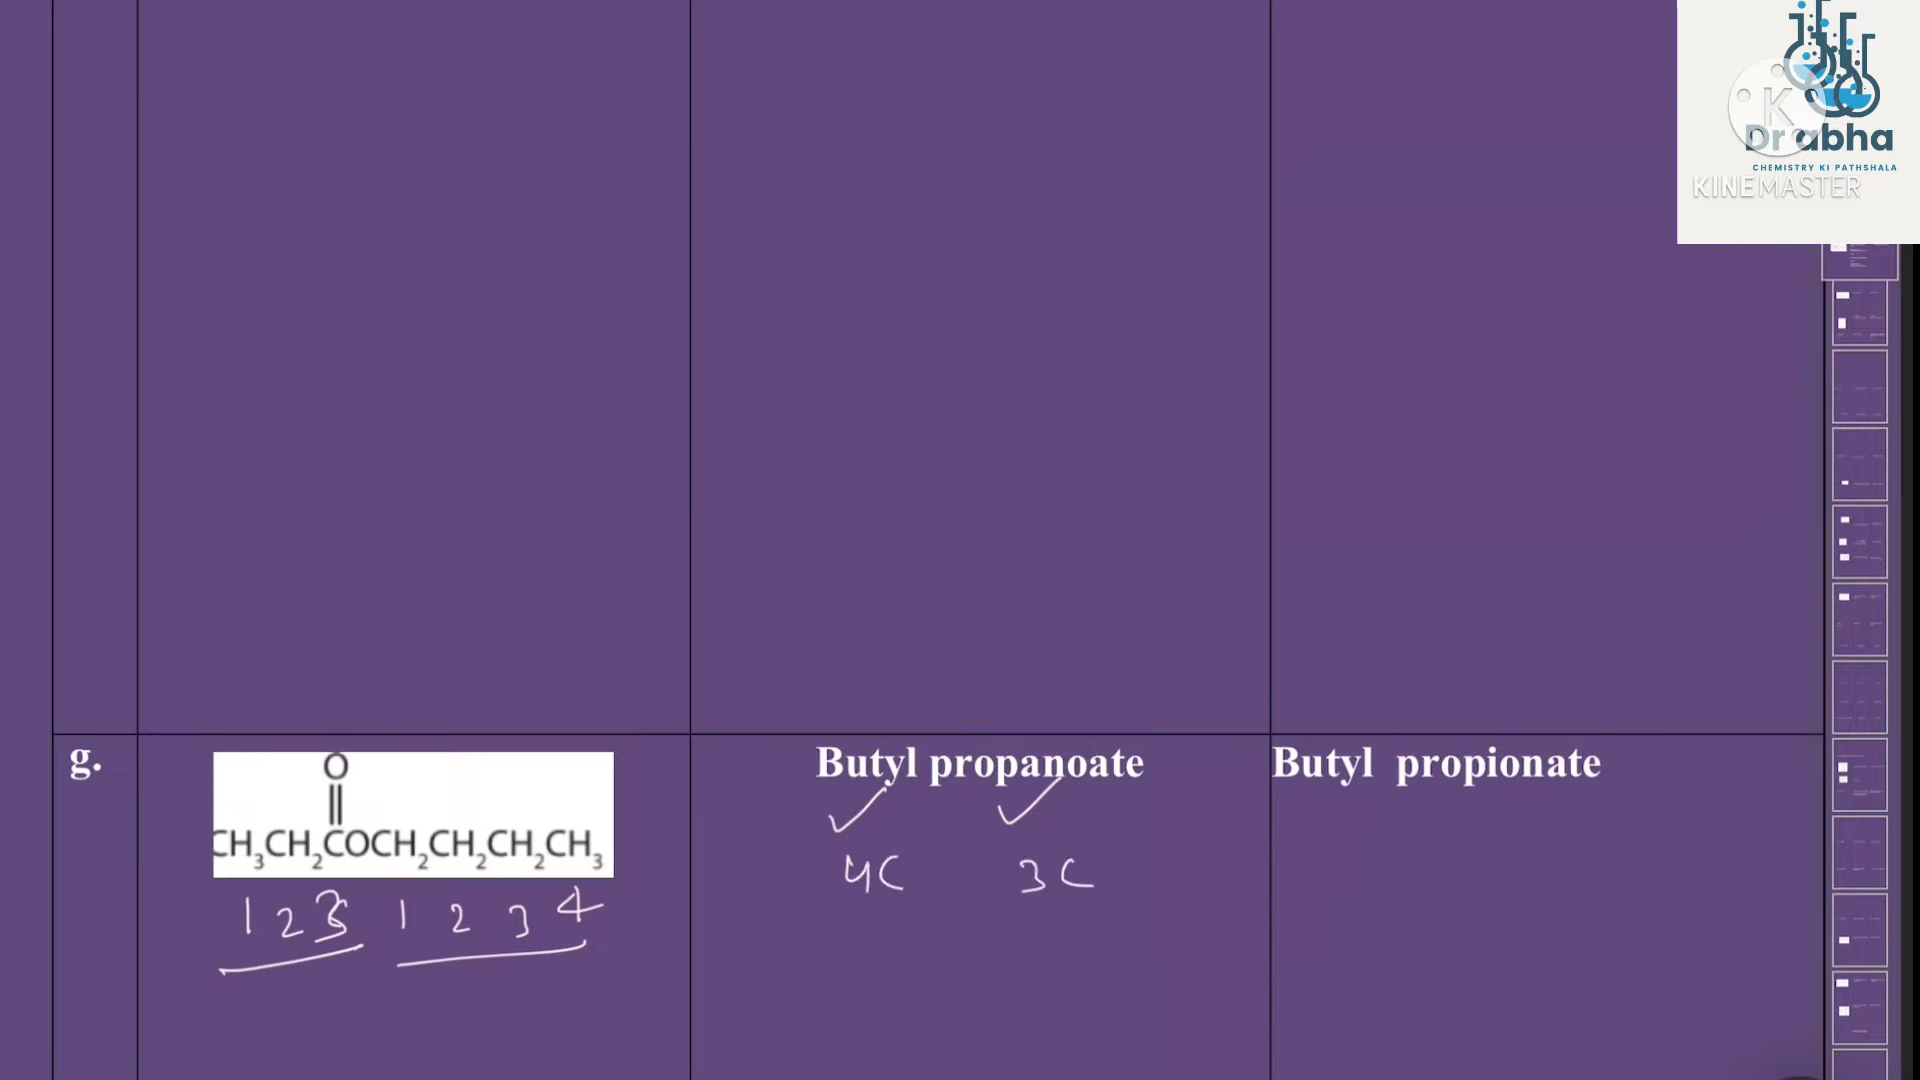 Dr abha
CHEMISTRY KI PATHSHALA
K
KINEMASTER
g.
O
CH3CH2COCH2CH2CH2CH3
1 2 3 1 2 3 4
Butyl propanoate
4C 3C
Butyl propionate